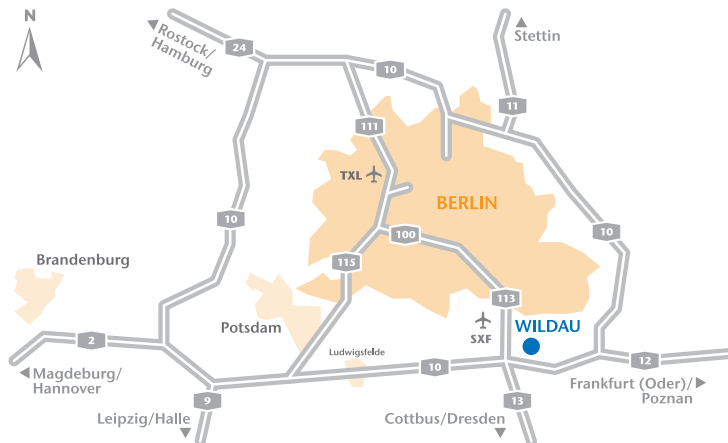 N
Rostock/
Hamburg
24
Stettin
10
11
111
TXL
BERLIN
10
100
10
115
Brandenburg
113
Potsdam
SXF
WILDAU
2
Ludwigsfelde
10
12
Magdeburg/
Hannover
9
13
Frankfurt (Oder)/
Poznan
Leipzig/Halle
Cottbus/Dresden